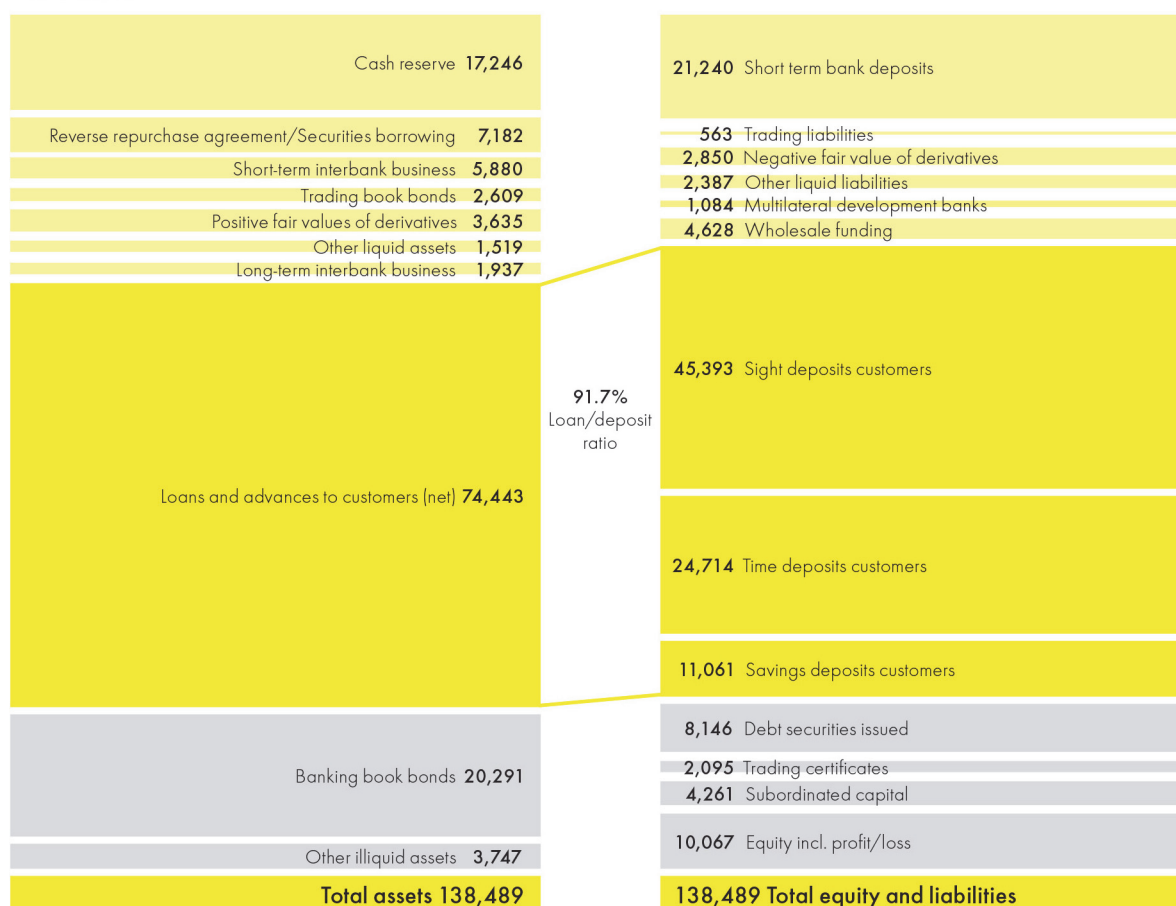 Cash reserve 17,246
Reverse repurchase agreement/Securities borrowing 7,182
Short-term interbank business 5,880
Trading book bonds 2,609
Positive fair values of derivatives 3,635
Other liquid assets 1,519
Long-term interbank business 1,937
Loans and advances to customers (net) 74,443
Banking book bonds 20,291
Other illiquid assets 3,747
Total assets 138,489
91.7%
Loan/deposit
ratio
21,240 Short term bank deposits
563 Trading liabilities
2,850 Negative fair value of derivatives
2,387 Other liquid liabilities
1,084 Multilateral development banks
4,628 Wholesale funding
45,393 Sight deposits customers
24,714 Time deposits customers
11,061 Savings deposits customers
8,146 Debt securities issued
2,095 Trading certificates
4,261 Subordinated capital
10,067 Equity incl. profit/loss
138,489 Total equity and liabilities